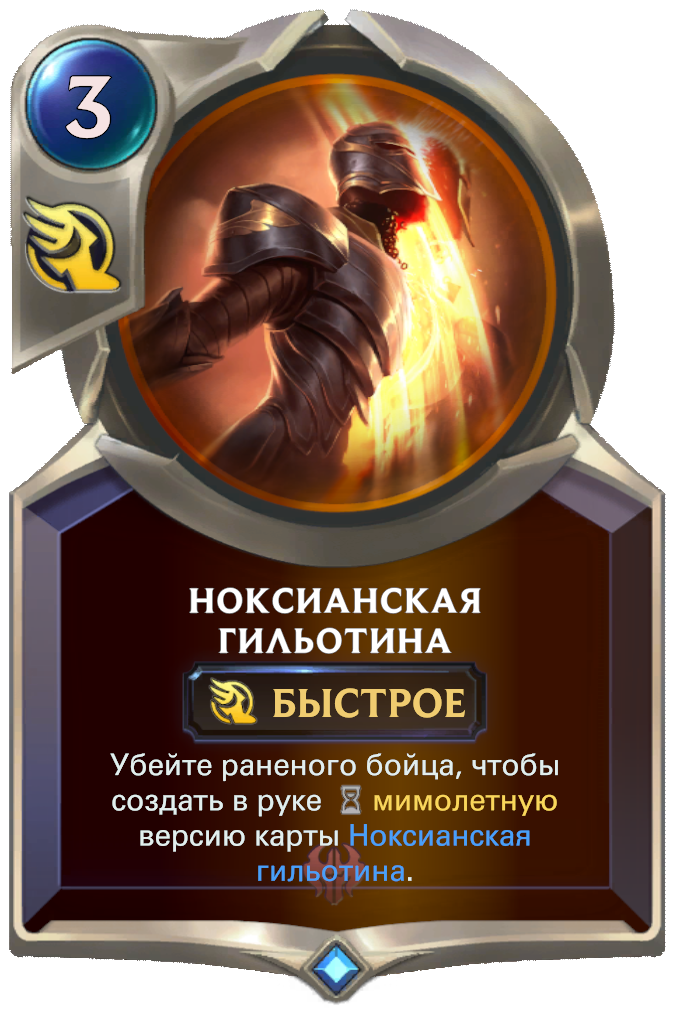 3
НОКСИАНСКАЯ
ГИЛЬОТИНА
БЫСТРОЕ
Убейте раненого бойца, чтобы
создать в руке мимолетную
версию карты Ноксианская
гильотина.